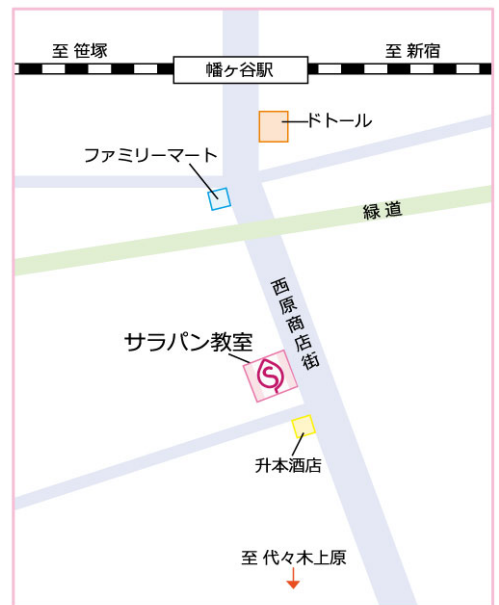 至 笹塚
幡ヶ谷駅
至 新宿
ドトール
ファミリーマート
緑 道
西原商店街
サラパン教室
S
升本酒店
至 代々木上原